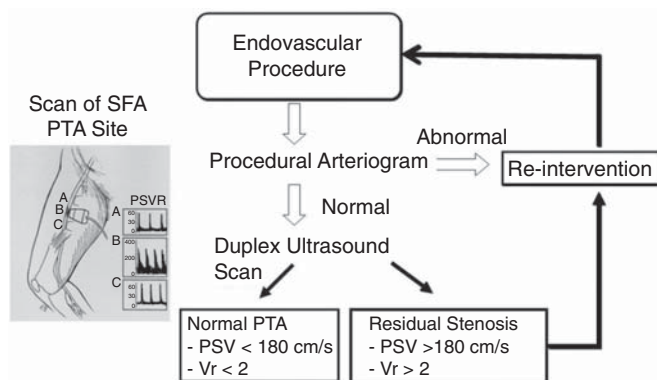 Endovascular
Procedure
Scan of SFA
PTA Site
Procedural Arteriogram
Abnormal
Re-intervention
Normal
Duplex Ultrasound
Scan
A
B
C
PSVR
A
60
30
0
B
400
200
0
C
60
30
0
Normal PTA
- PSV < 180 cm/s
- Vr < 2
Residual Stenosis
- PSV >180 cm/s
- Vr > 2